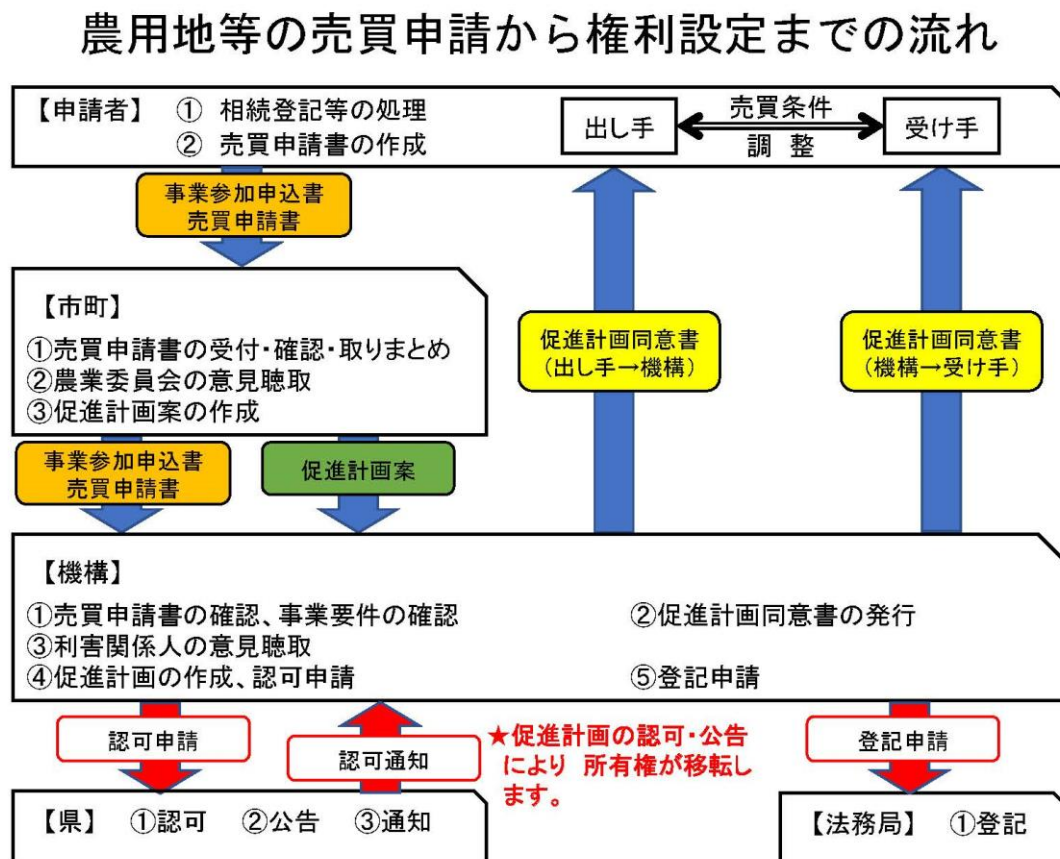 農用地等の売買申請から権利設定までの流れ
【申請者】 ① 相続登記等の処理
② 売買申請書の作成
出し手
売買条件
調 整
受け手
事業参加申込書
売買申請書
【市町】
①売買申請書の受付・確認・取りまとめ
②農業委員会の意見聴取
③促進計画案の作成
促進計画同意書
(出し手→機構)
促進計画同意書
(機構→受け手)
事業参加申込書
売買申請書
促進計画案
【機構】
①売買申請書の確認、事業要件の確認
②促進計画同意書の発行
③利害関係人の意見聴取
④促進計画の作成、認可申請
⑤登記申請
認可申請
認可通知
★促進計画の認可・公告
により 所有権が移転し
ます。
登記申請
【県】 ①認可 ②公告 ③通知
【法務局】 ①登記